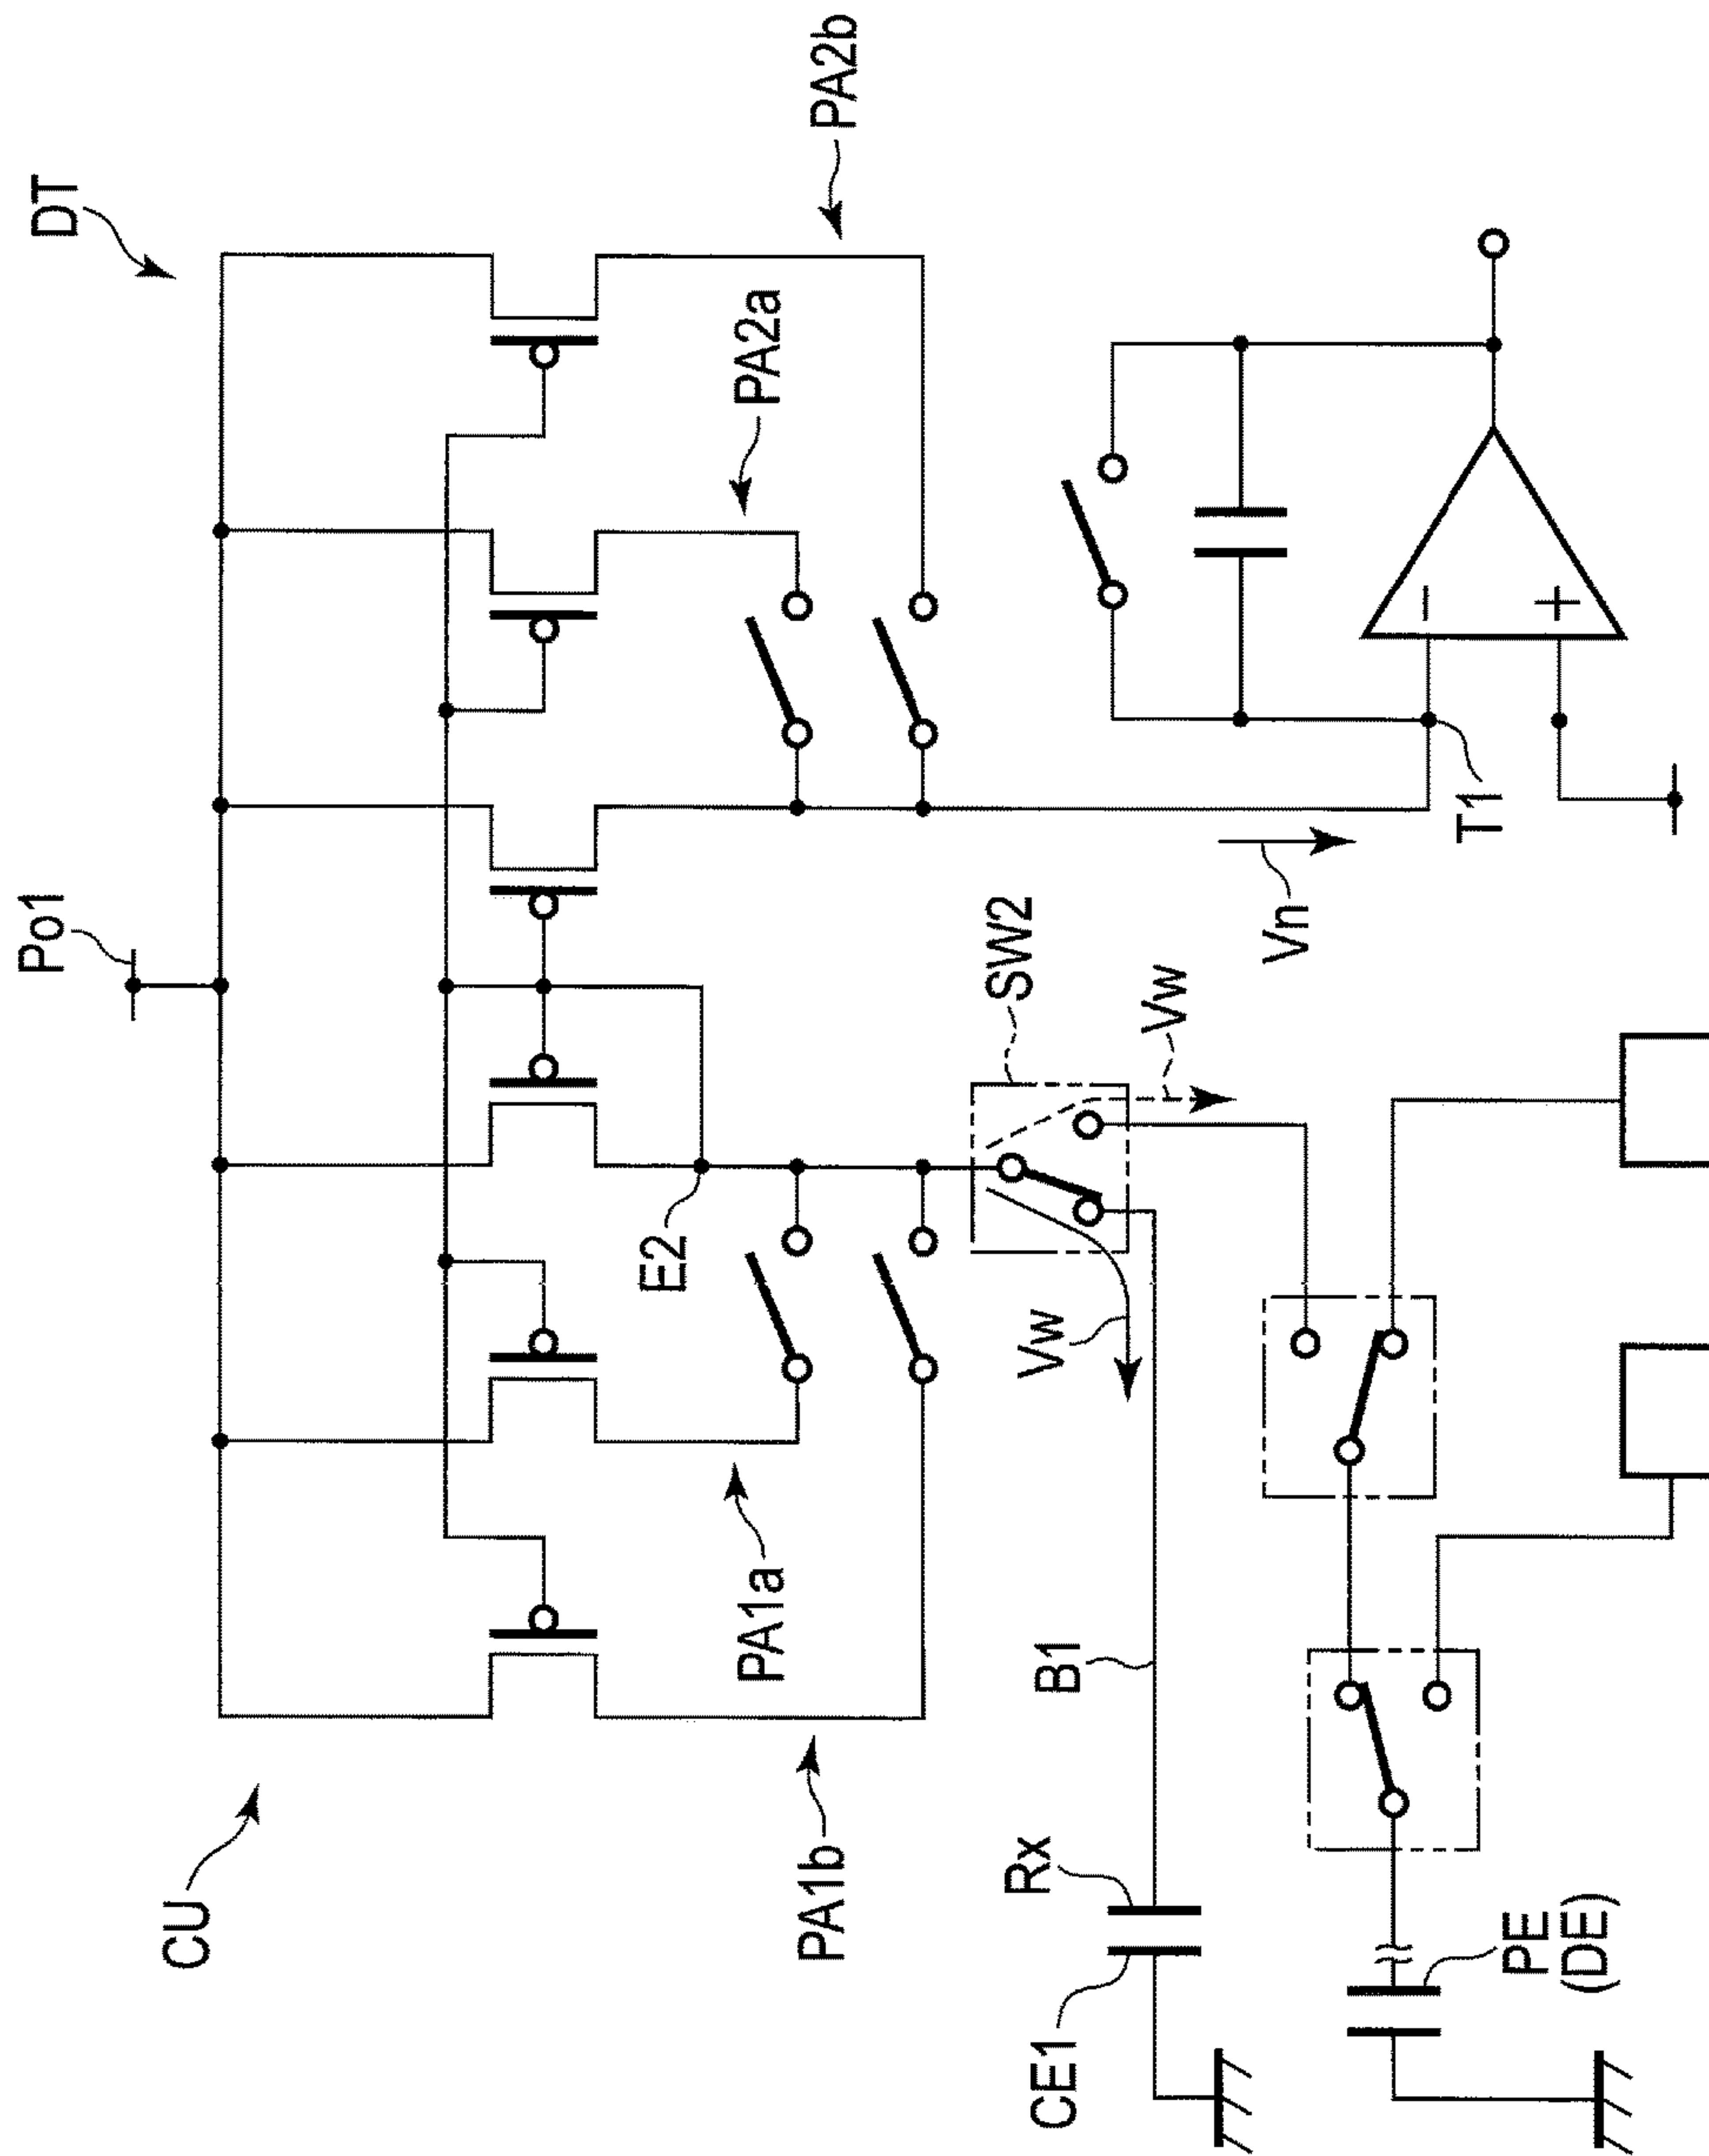 DT
Po1
CU
PA2b
PA2a
E2
PA1a
PA1b
SW2
Vw
Vw
Vn
T1
−
+
B1
Rx
CE1
PE
(DE)